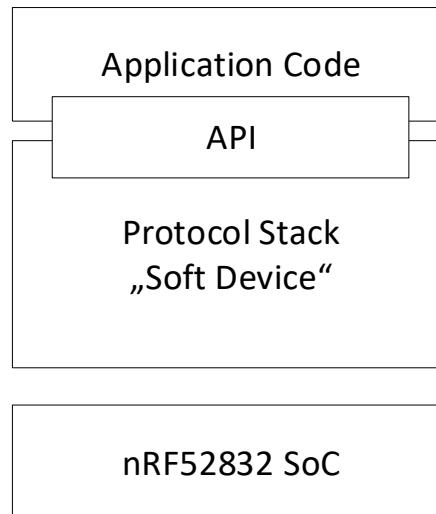 Application Code
API
Protocol Stack
„Soft Device“
nRF52832 SoC